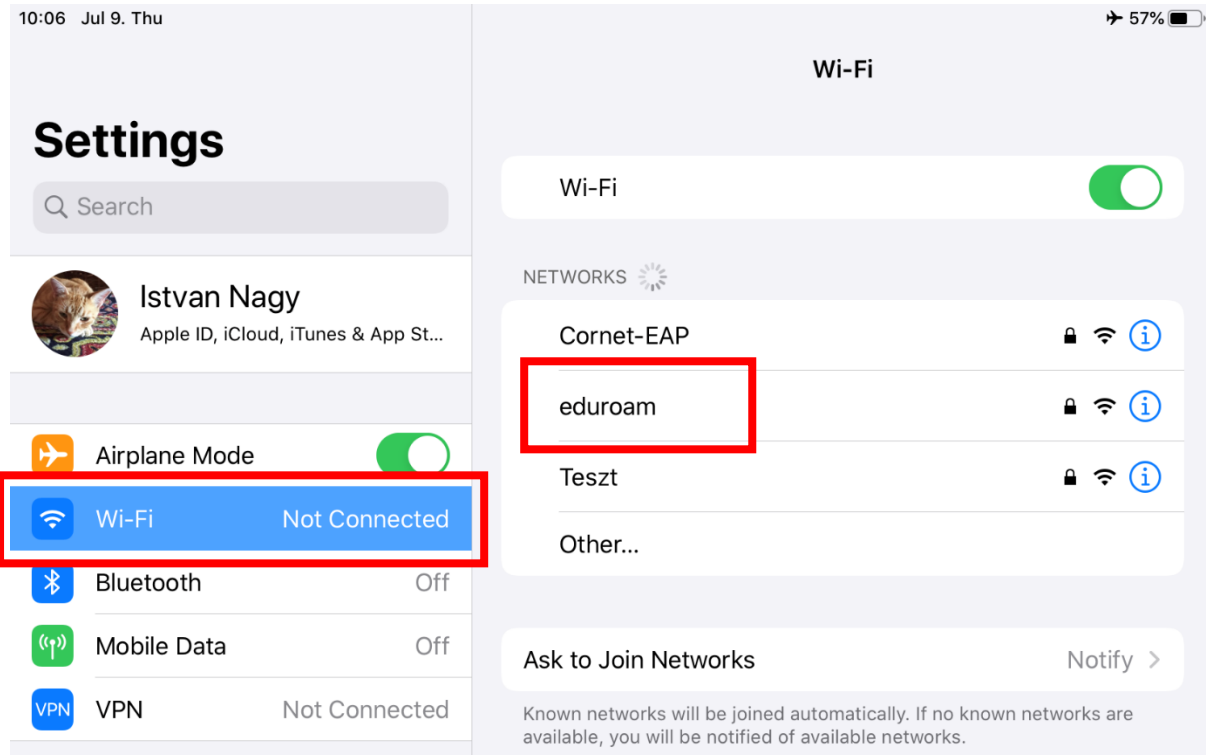 10:06 Jul 9. Thu
57%
Settings
Search
Istvan Nagy
Apple ID, iCloud, iTunes & App St...
Airplane Mode
Wi-Fi Not Connected
Bluetooth Off
Mobile Data Off
VPN VPN Not Connected
Wi-Fi
Wi-Fi
NETWORKS
Cornet-EAP
eduroam
Teszt
Other...
Ask to Join Networks Notify
Known networks will be joined automatically. If no known networks are
available, you will be notified of available networks.